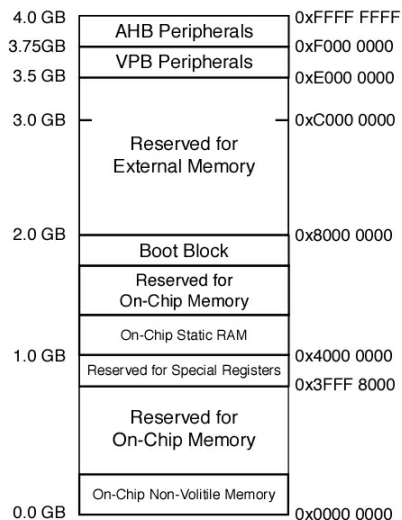 4.0 GB
AHB Peripherals
0xFFFF FFFF
3.75GB
0xF000 0000
VPB Peripherals
3.5 GB
0xE000 0000
3.0 GB
0xC000 0000
Reserved for
External Memory
2.0 GB
0x8000 0000
Boot Block
Reserved for
On-Chip Memory
On-Chip Static RAM
1.0 GB
0x4000 0000
Reserved for Special Registers
0x3FFF 8000
Reserved for
On-Chip Memory
On-Chip Non-Volitile Memory
0.0 GB
0x0000 0000